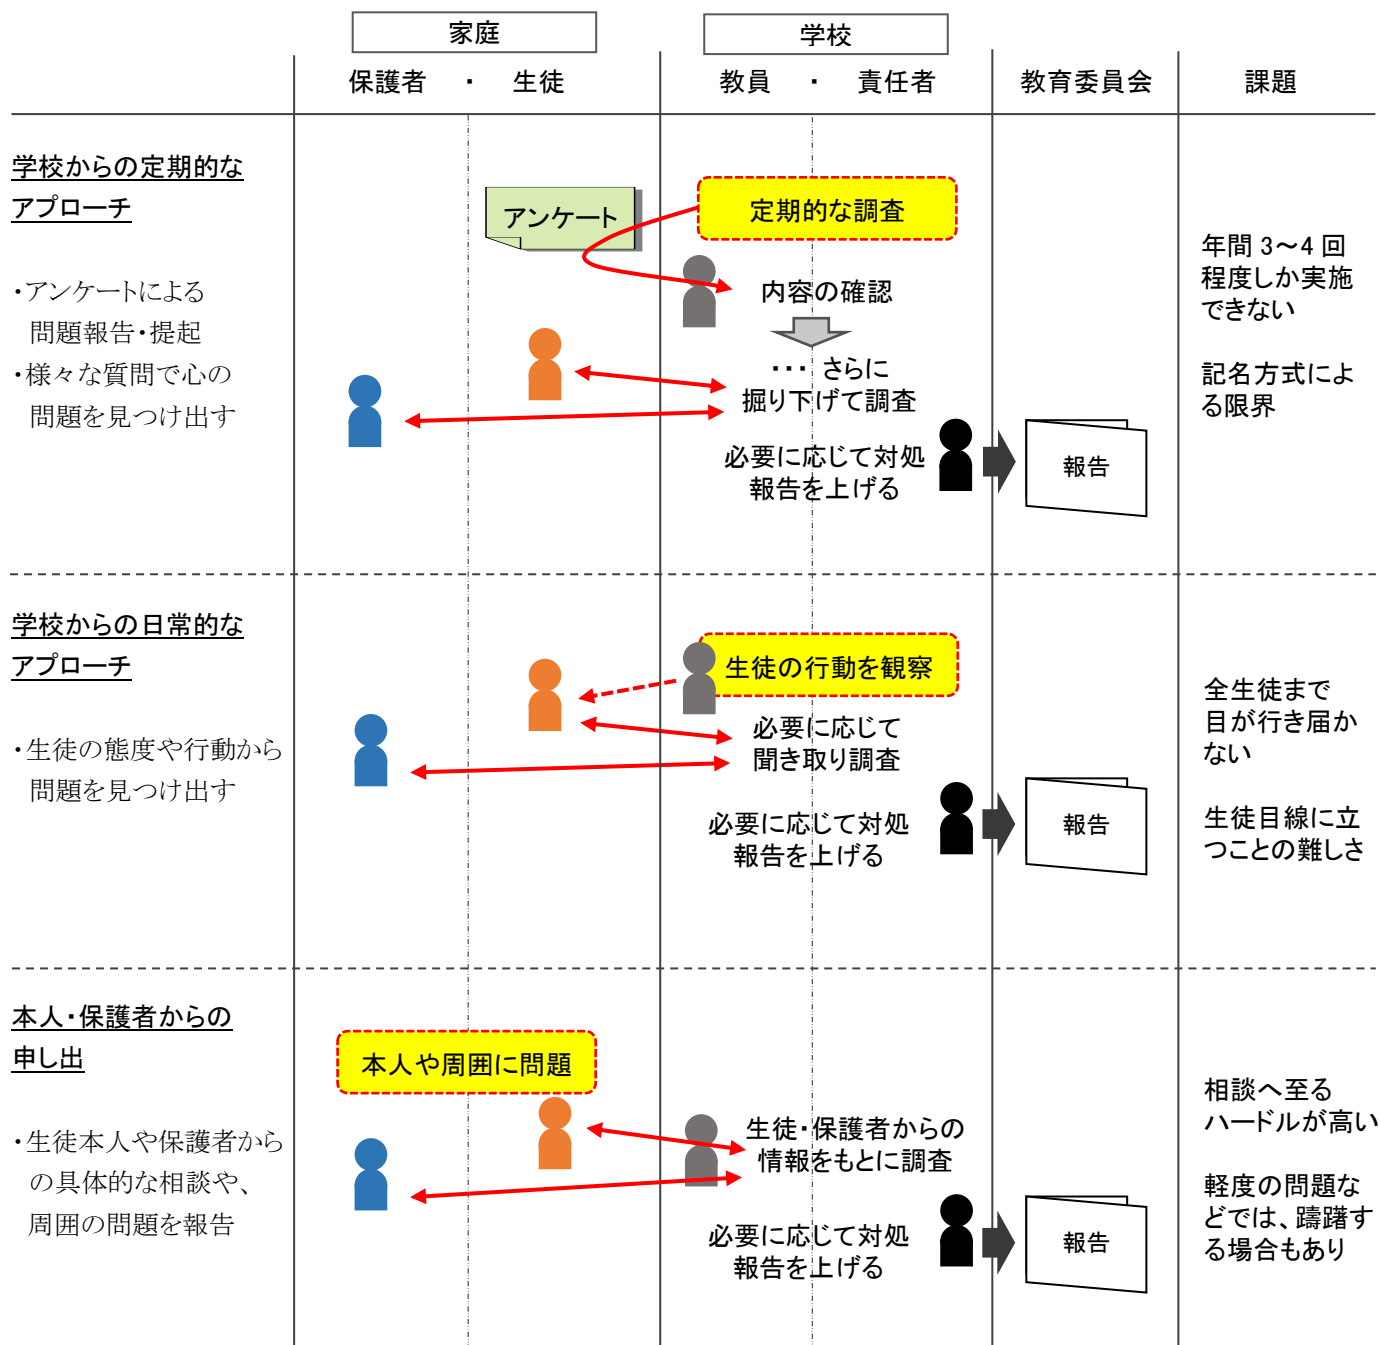 家庭
学校
保護者 ・ 生徒
教員 ・ 責任者
教育委員会
課題
学校からの定期的な
アプローチ
・アンケートによる
問題報告・提起
・様々な質問で心の
問題を見つけ出す
アンケート
定期的な調査
内容の確認
・・・ さらに
掘り下げて調査
必要に応じて対処
報告を上げる
報告
年間 3～4 回
程度しか実施
できない
記名方式によ
る限界
学校からの日常的な
アプローチ
・生徒の態度や行動から
問題を見つけ出す
生徒の行動を観察
必要に応じて
聞き取り調査
必要に応じて対処
報告を上げる
報告
全生徒まで
目が行き届か
ない
生徒目線に立
つことの難しさ
本人・保護者からの
申し出
・生徒本人や保護者から
の具体的な相談や、
周囲の問題を報告
本人や周囲に問題
生徒・保護者からの
情報をもとに調査
必要に応じて対処
報告を上げる
報告
相談へ至る
ハードルが高い
軽度の問題な
どでは、躊躇す
る場合もあり